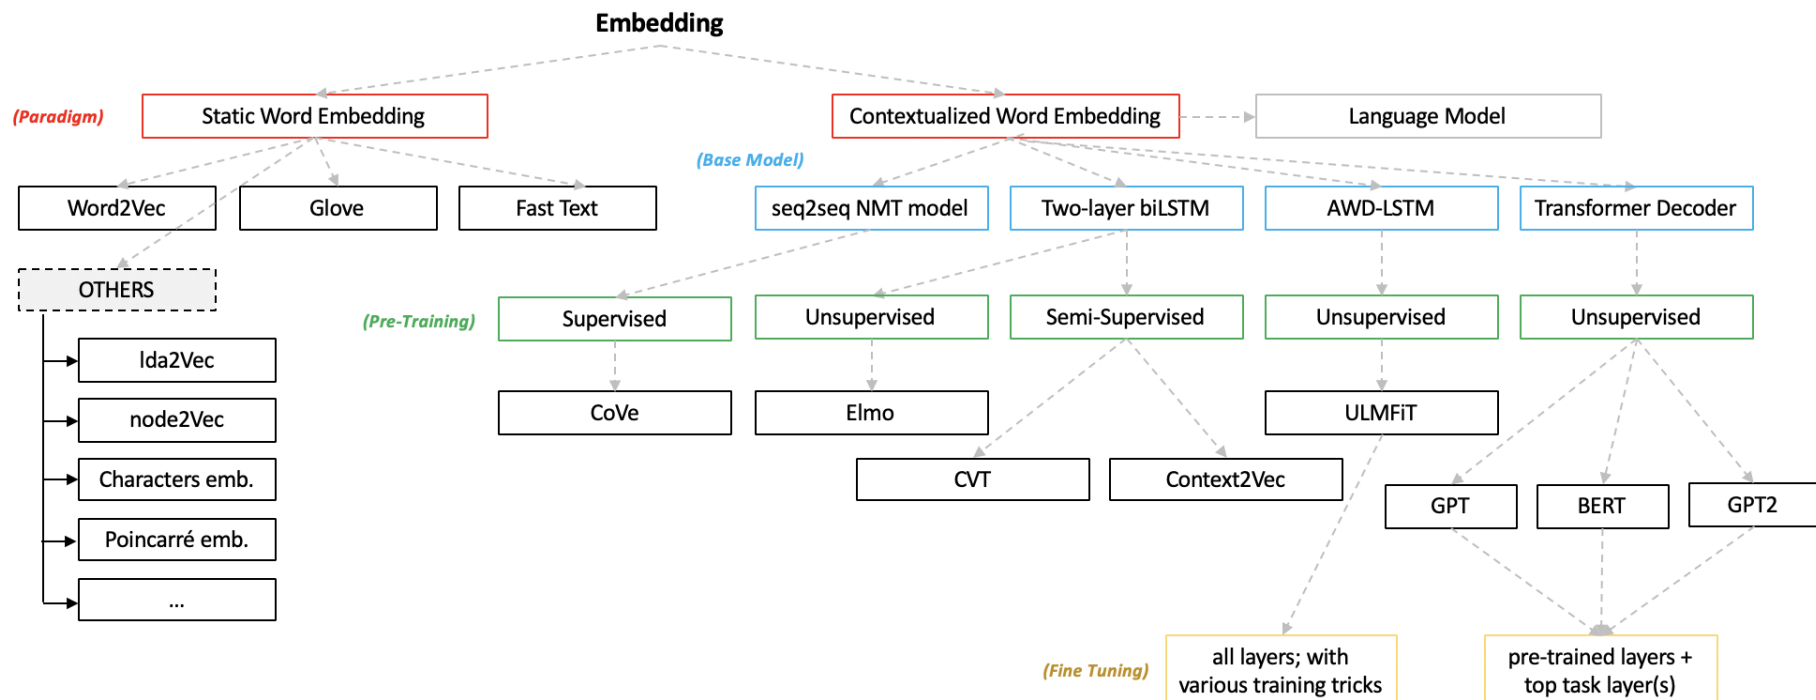 Embedding
(Paradigm)
Static Word Embedding
Contextualized Word Embedding
Language Model
(Base Model)
Word2Vec
Glove
Fast Text
seq2seq NMT model
Two-layer biLSTM
AWD-LSTM
Transformer Decoder
OTHERS
(Pre-Training)
Supervised
Unsupervised
Semi-Supervised
Unsupervised
Unsupervised
lda2Vec
node2Vec
Characters emb.
Poincarré emb.
...
CoVe
Elmo
ULMFiT
CVT
Context2Vec
GPT
BERT
GPT2
(Fine Tuning)
all layers; with
various training tricks
pre-trained layers +
top task layer(s)